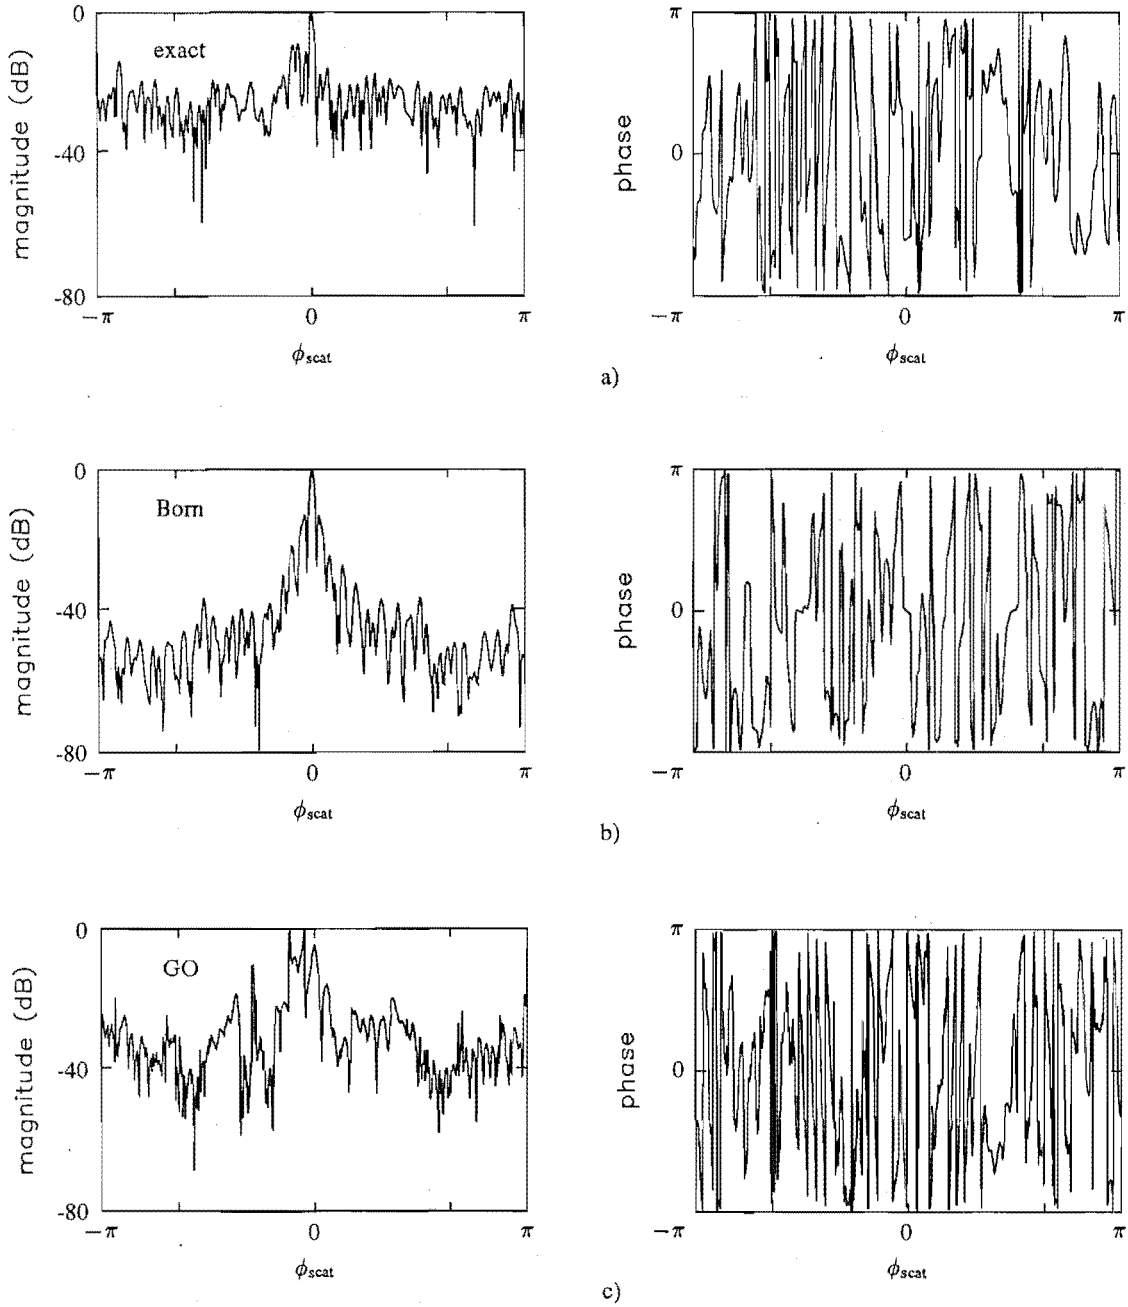 0
exact
magnitude (dB)
-40
-80
−π
0
π
ϕscat
π
phase
0
−π
0
π
ϕscat
a)
0
Born
magnitude (dB)
-40
-80
−π
0
π
ϕscat
π
phase
0
−π
0
π
ϕscat
b)
0
GO
magnitude (dB)
-40
-80
−π
0
π
ϕscat
π
phase
0
−π
0
π
ϕscat
c)